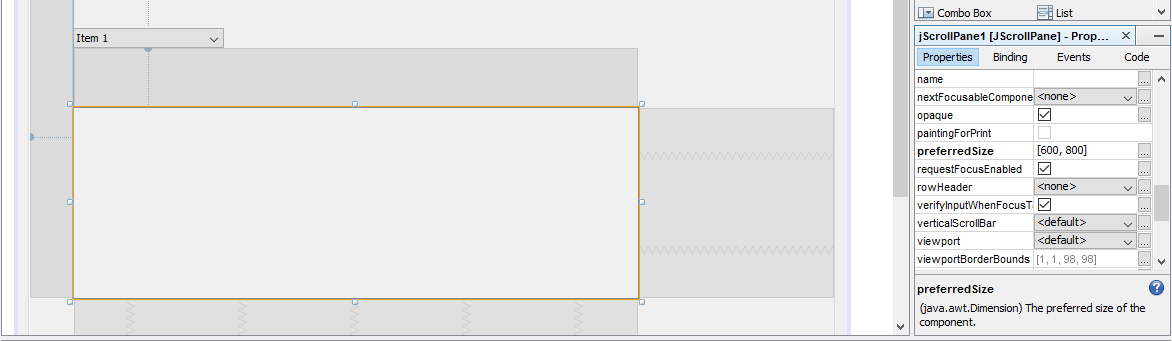 Combo Box
List
Item 1
jScrollPane1 [JScrollPane] - Prop...
Properties
Binding
Events
Code
name
...
nextFocusableCompone
<none>
...
opaque
...
paintingForPrint
preferredSize
[600, 800]
...
requestFocusEnabled
...
rowHeader
<none>
...
verifyInputWhenFocusTa
...
verticalScrollBar
<default>
...
viewport
<default>
...
viewportBorderBounds
[1, 1, 98, 98]
...
preferredSize
(java.awt.Dimension) The preferred size of the
component.